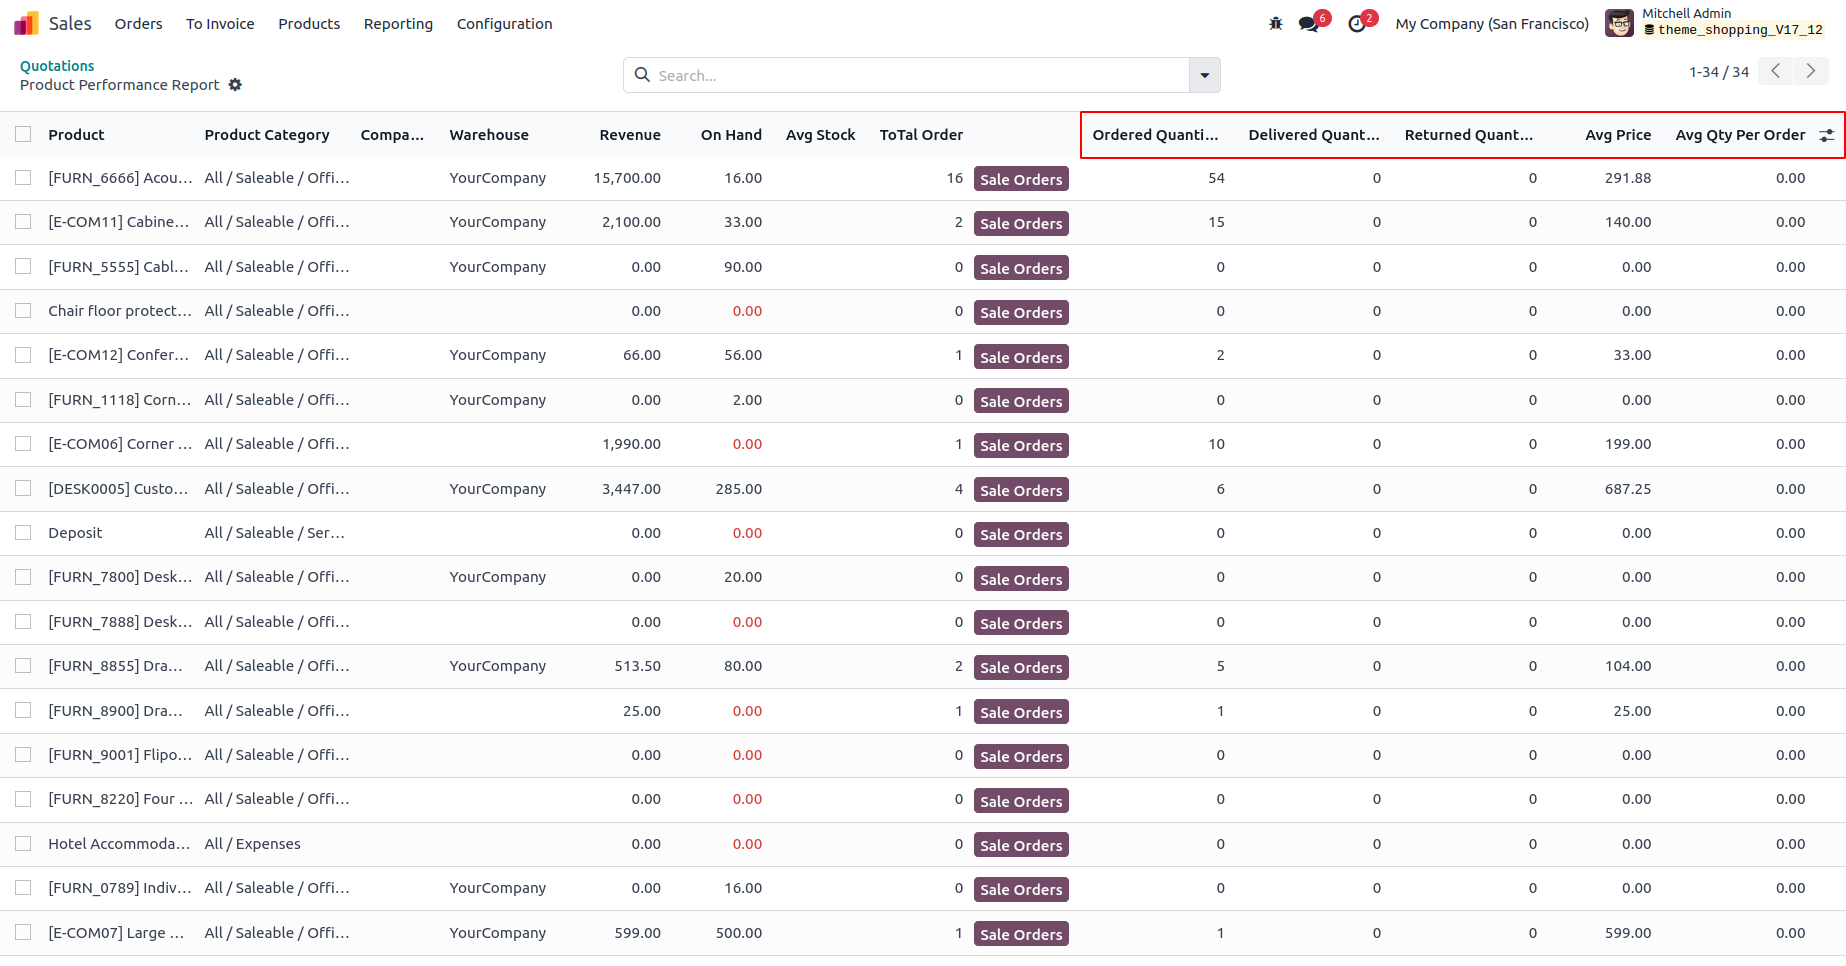 Sales Orders To Invoice Products Reporting Configuration 6 2 My Company (San Francisco) Mitchell Admin
theme_shopping_V17_12
Quotations
Product Performance Report
Search...
1-34 / 34
Product Product Category Compa... Warehouse Revenue On Hand Avg Stock ToTal Order Ordered Quanti... Delivered Quant... Returned Quant... Avg Price Avg Qty Per Order
[FURN_6666] Acou... All / Saleable / Offi... YourCompany 15,700.00 16.00 16 Sale Orders 54 0 0 291.88 0.00
[E-COM11] Cabine... All / Saleable / Offi... YourCompany 2,100.00 33.00 2 Sale Orders 15 0 0 140.00 0.00
[FURN_5555] Cabl... All / Saleable / Offi... YourCompany 0.00 90.00 0 Sale Orders 0 0 0 0.00 0.00
Chair floor protect... All / Saleable / Offi... 0.00 0.00 0 Sale Orders 0 0 0 0.00 0.00
[E-COM12] Confer... All / Saleable / Offi... YourCompany 66.00 56.00 1 Sale Orders 2 0 0 33.00 0.00
[FURN_1118] Corn... All / Saleable / Offi... YourCompany 0.00 2.00 0 Sale Orders 0 0 0 0.00 0.00
[E-COM06] Corner ... All / Saleable / Offi... 1,990.00 0.00 1 Sale Orders 10 0 0 199.00 0.00
[DESK0005] Custo... All / Saleable / Offi... YourCompany 3,447.00 285.00 4 Sale Orders 6 0 0 687.25 0.00
Deposit All / Saleable / Ser... 0.00 0.00 0 Sale Orders 0 0 0 0.00 0.00
[FURN_7800] Desk... All / Saleable / Offi... YourCompany 0.00 20.00 0 Sale Orders 0 0 0 0.00 0.00
[FURN_7888] Desk... All / Saleable / Offi... 0.00 0.00 0 Sale Orders 0 0 0 0.00 0.00
[FURN_8855] Dra... All / Saleable / Offi... YourCompany 513.50 80.00 2 Sale Orders 5 0 0 104.00 0.00
[FURN_8900] Dra... All / Saleable / Offi... 25.00 0.00 1 Sale Orders 1 0 0 25.00 0.00
[FURN_9001] Flipo... All / Saleable / Offi... 0.00 0.00 0 Sale Orders 0 0 0 0.00 0.00
[FURN_8220] Four ... All / Saleable / Offi... 0.00 0.00 0 Sale Orders 0 0 0 0.00 0.00
Hotel Accommoda... All / Expenses 0.00 0.00 0 Sale Orders 0 0 0 0.00 0.00
[FURN_0789] Indiv... All / Saleable / Offi... YourCompany 0.00 16.00 0 Sale Orders 0 0 0 0.00 0.00
[E-COM07] Large ... All / Saleable / Offi... YourCompany 599.00 500.00 1 Sale Orders 1 0 0 599.00 0.00